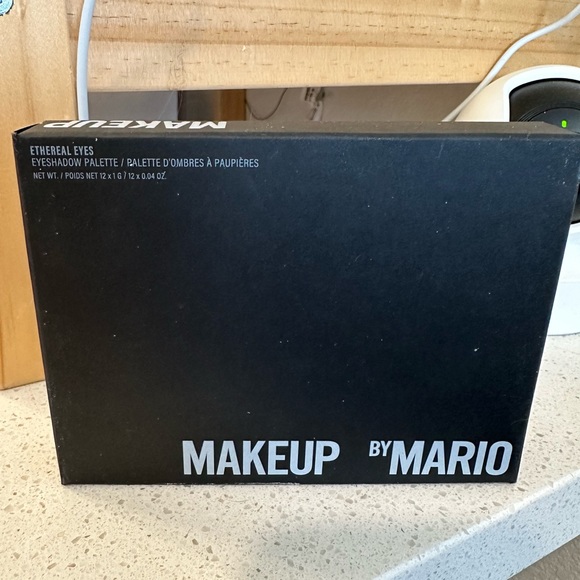 MAKEUP
ETHEREAL EYES
EYESHADOW PALETTE / PALETTE D'OMBRES À PAUPIÈRES
NET WT. / POIDS NET 12 x 1 G / 12 x 0.04 OZ.
MAKEUP BY MARIO